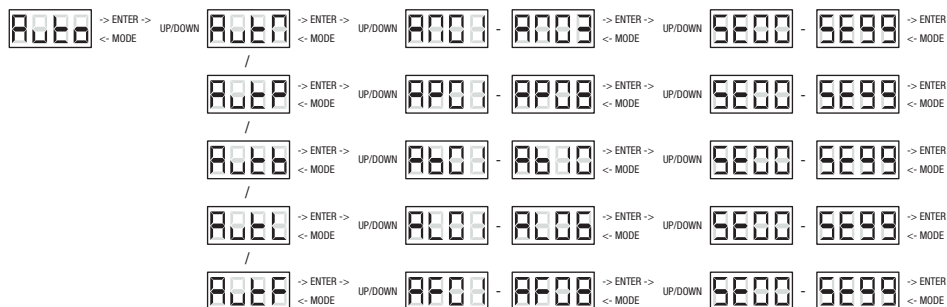 Auto -> ENTER -> UP/DOWN AutM -> ENTER -> UP/DOWN AM01 - AM03 -> ENTER -> UP/DOWN SE00 - SE99 -> ENTER
<- MODE <- MODE <- MODE <- MODE
/
AutP -> ENTER -> UP/DOWN AP01 - AP08 -> ENTER -> UP/DOWN SE00 - SE99 -> ENTER
<- MODE <- MODE <- MODE
/
Autb -> ENTER -> UP/DOWN Ab01 - Ab10 -> ENTER -> UP/DOWN SE00 - SE99 -> ENTER
<- MODE <- MODE <- MODE
/
AutL -> ENTER -> UP/DOWN AL01 - AL06 -> ENTER -> UP/DOWN SE00 - SE99 -> ENTER
<- MODE <- MODE <- MODE
/
AutF -> ENTER -> UP/DOWN AF01 - AF08 -> ENTER UP/DOWN SE00 - SE99 -> ENTER
<- MODE <- MODE <- MODE